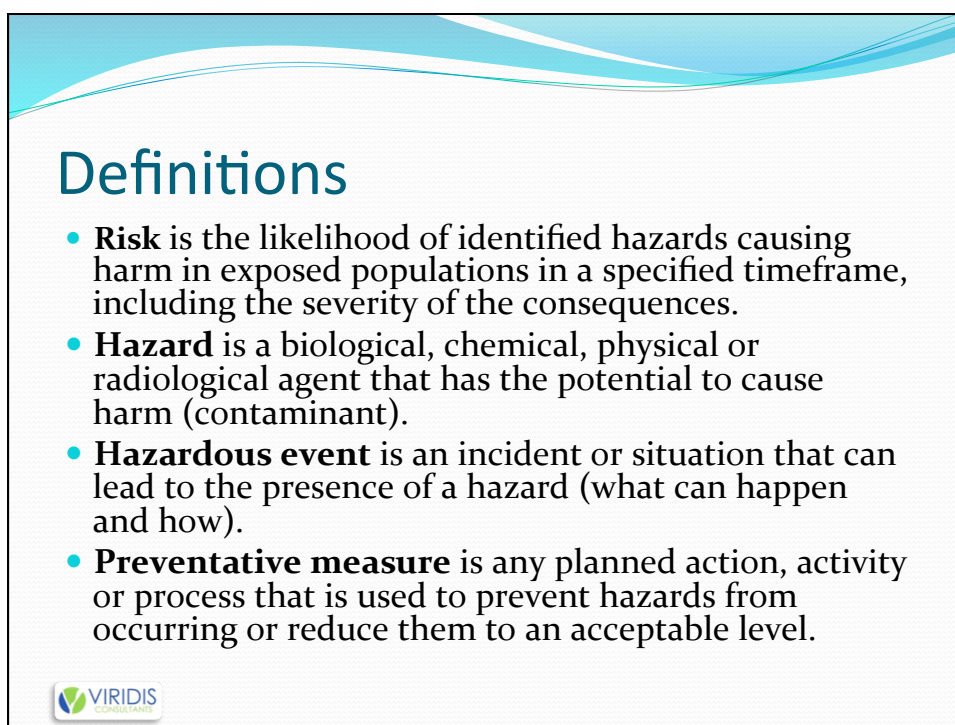 Definitions
• Risk is the likelihood of identified hazards causing
harm in exposed populations in a specified timeframe,
including the severity of the consequences.
• Hazard is a biological, chemical, physical or
radiological agent that has the potential to cause
harm (contaminant).
• Hazardous event is an incident or situation that can
lead to the presence of a hazard (what can happen
and how).
• Preventative measure is any planned action, activity
or process that is used to prevent hazards from
occurring or reduce them to an acceptable level.
VIRIDIS
CONSULTANTS